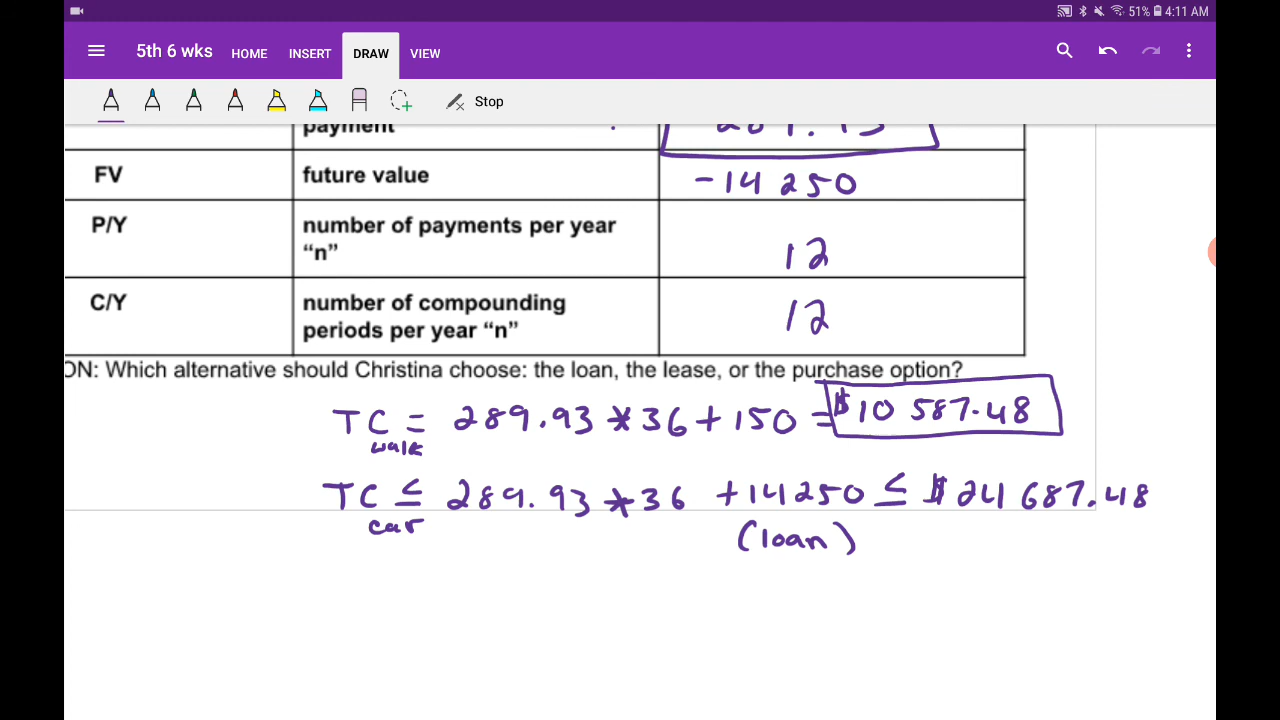 51% 4:11 AM
5th 6 wks HOME INSERT DRAW VIEW
Stop
payment
FV future value -14 250
P/Y number of payments per year
"n" 12
C/Y number of compounding
periods per year "n" 12
ON: Which alternative should Christina choose: the loan, the lease, or the purchase option?
TC = 289.93 * 36 + 150 = $10 587.48
walk
TC ≤ 289.93 * 36 + 14250 ≤ $24 687.48
car (loan)